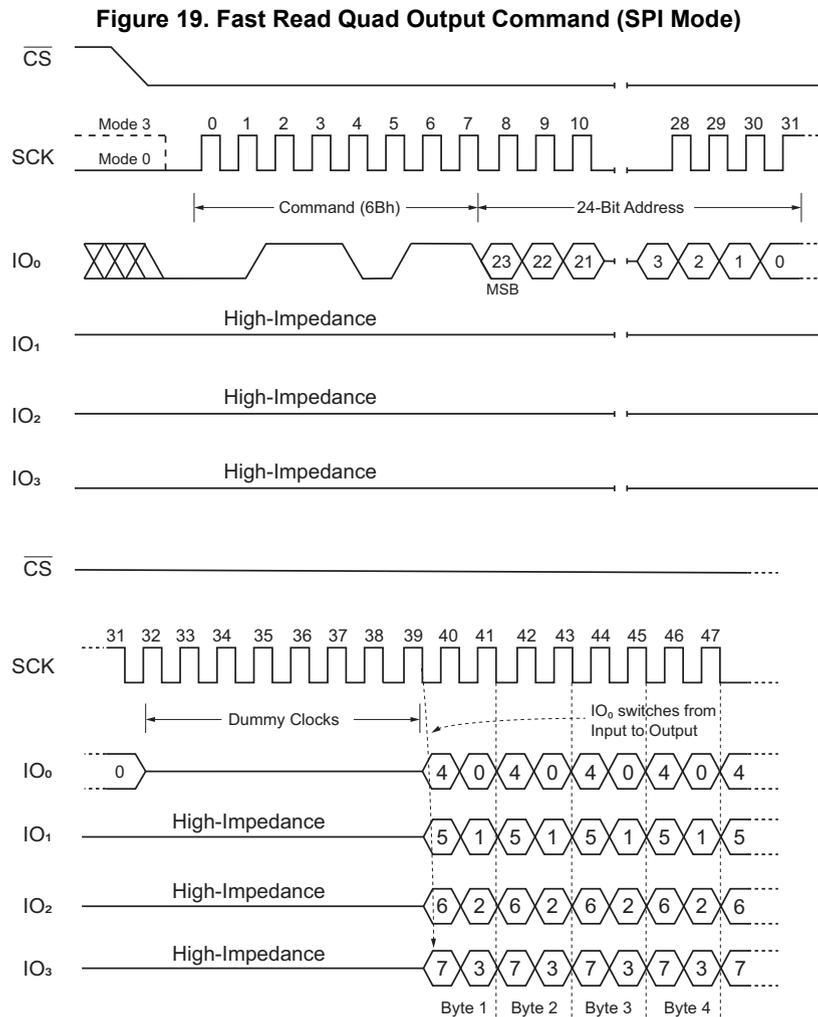 Figure 19. Fast Read Quad Output Command (SPI Mode)
CS
Mode 3
Mode 0
SCK
0 1 2 3 4 5 6 7 8 9 10 28 29 30 31
Command (6Bh) 24-Bit Address
IO₀ 23 22 21 3 2 1 0
MSB
High-Impedance
IO₁
High-Impedance
IO₂
High-Impedance
IO₃
CS
31 32 33 34 35 36 37 38 39 40 41 42 43 44 45 46 47
SCK
Dummy Clocks
IO₀ switches from
Input to Output
IO₀ 0 4 0 4 0 4 0 4 0 4
IO₁ High-Impedance 5 1 5 1 5 1 5 1 5
IO₂ High-Impedance 6 2 6 2 6 2 6 2 6
IO₃ High-Impedance 7 3 7 3 7 3 7 3 7
Byte 1 Byte 2 Byte 3 Byte 4